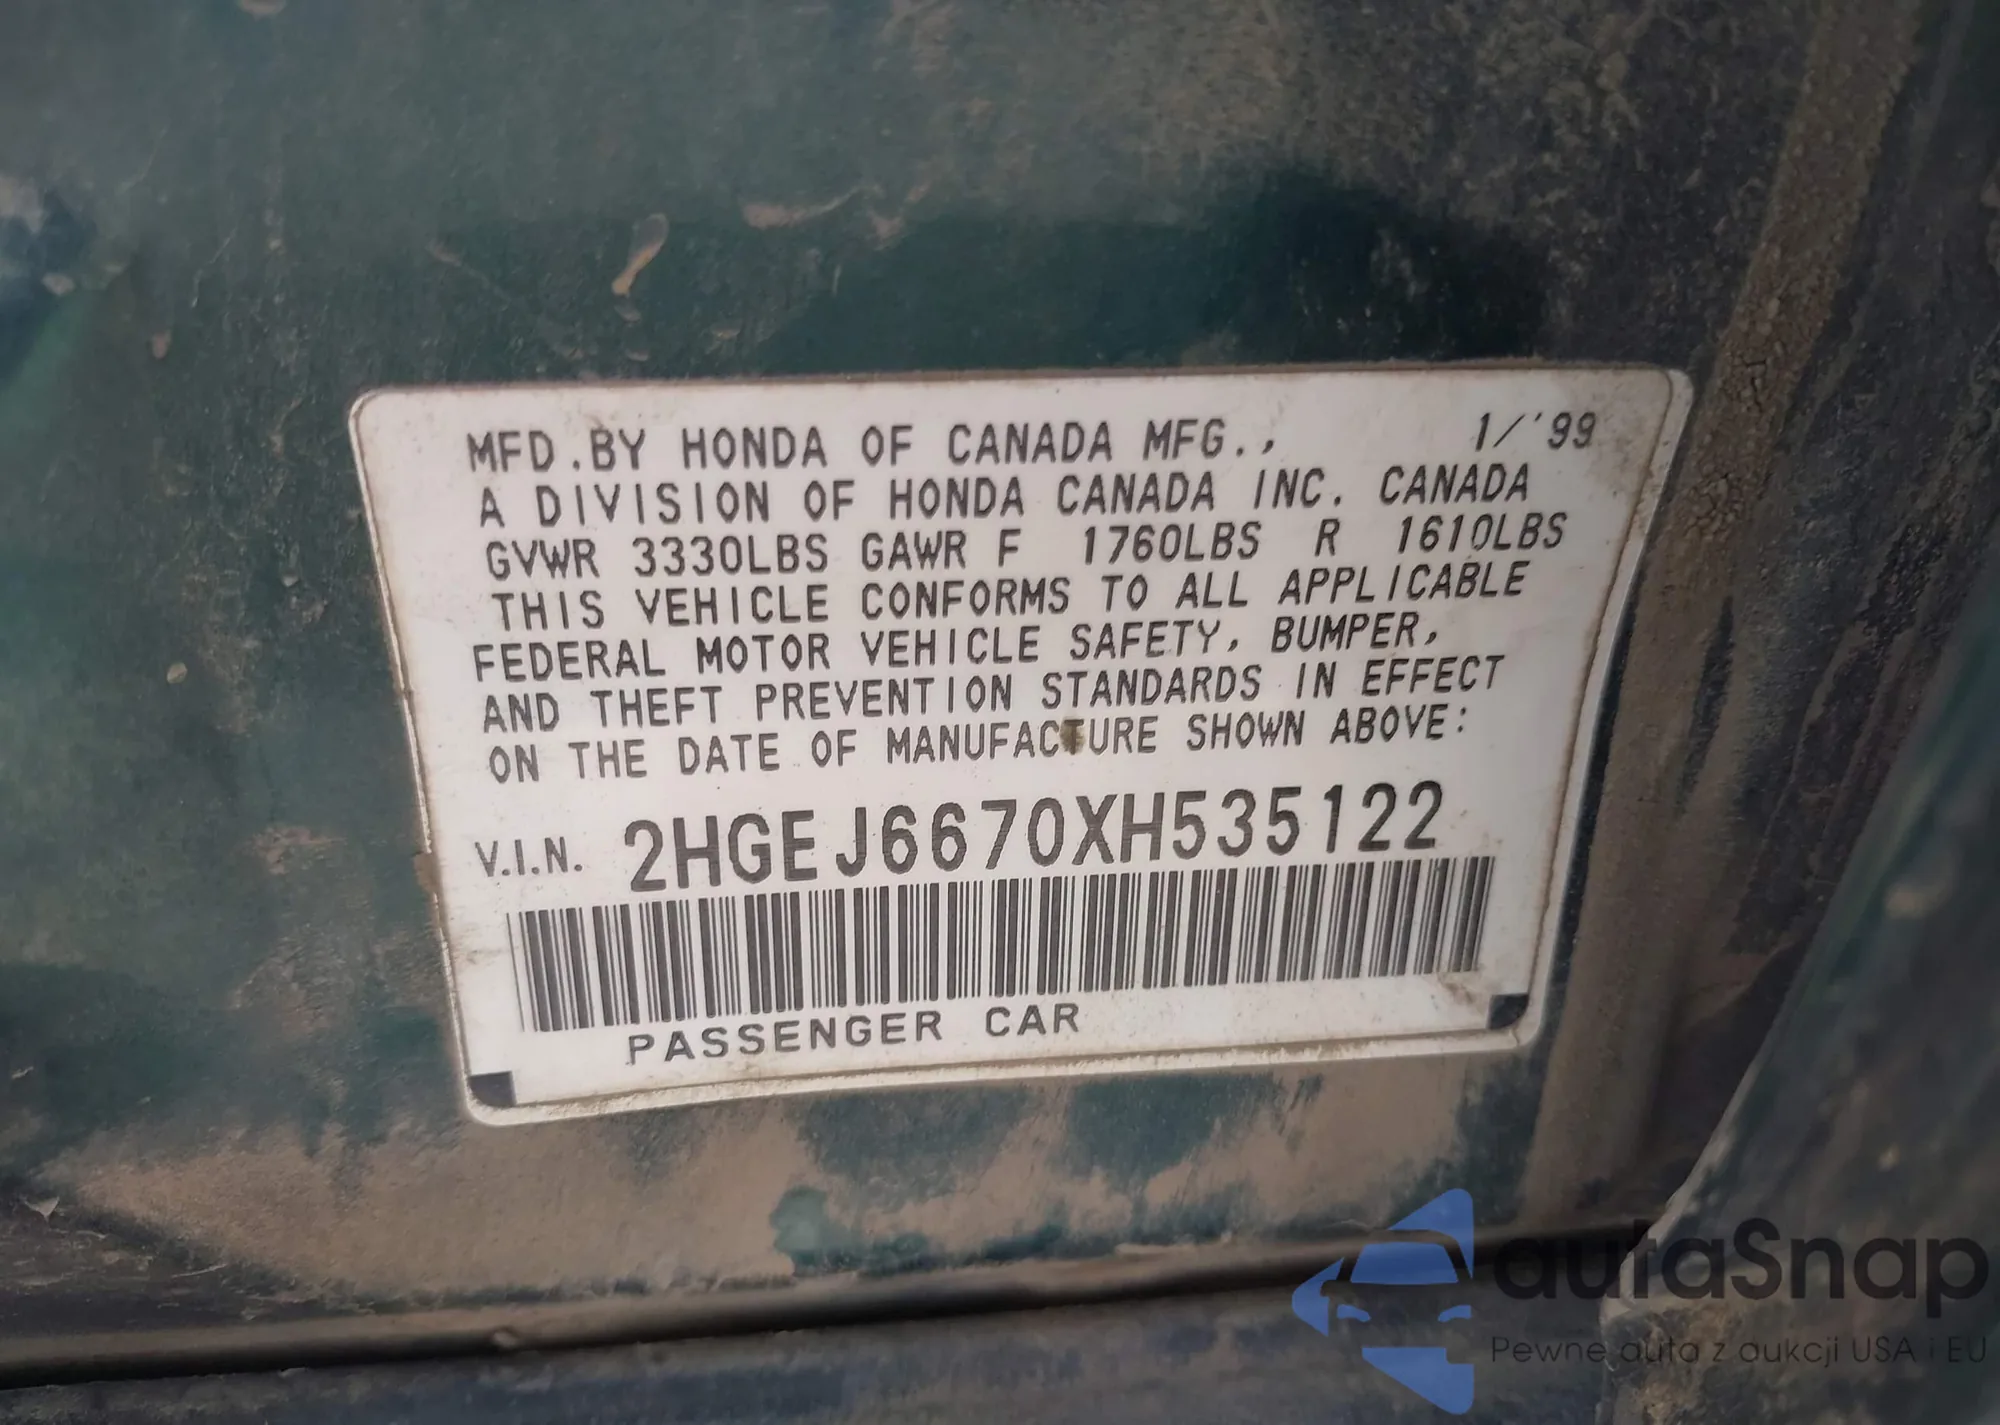 MFD.BY HONDA OF CANADA MFG., 1/'99
A DIVISION OF HONDA CANADA INC. CANADA
GVWR 3330LBS GAWR F 1760LBS R 1610LBS
THIS VEHICLE CONFORMS TO ALL APPLICABLE
FEDERAL MOTOR VEHICLE SAFETY, BUMPER,
AND THEFT PREVENTION STANDARDS IN EFFECT
ON THE DATE OF MANUFACTURE SHOWN ABOVE:
V.I.N. 2HGEJ6670XH535122
PASSENGER CAR
autaSnap
Pewne auta z aukcji USA i EU